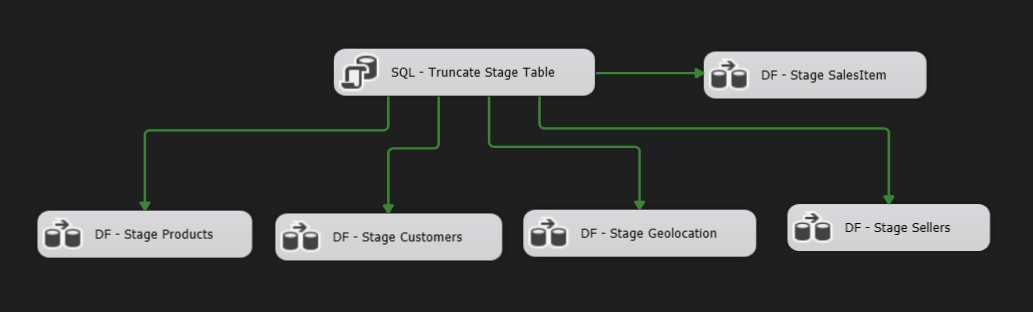 SQL - Truncate Stage Table
DF - Stage SalesItem
DF - Stage Products
DF - Stage Customers
DF - Stage Geolocation
DF - Stage Sellers